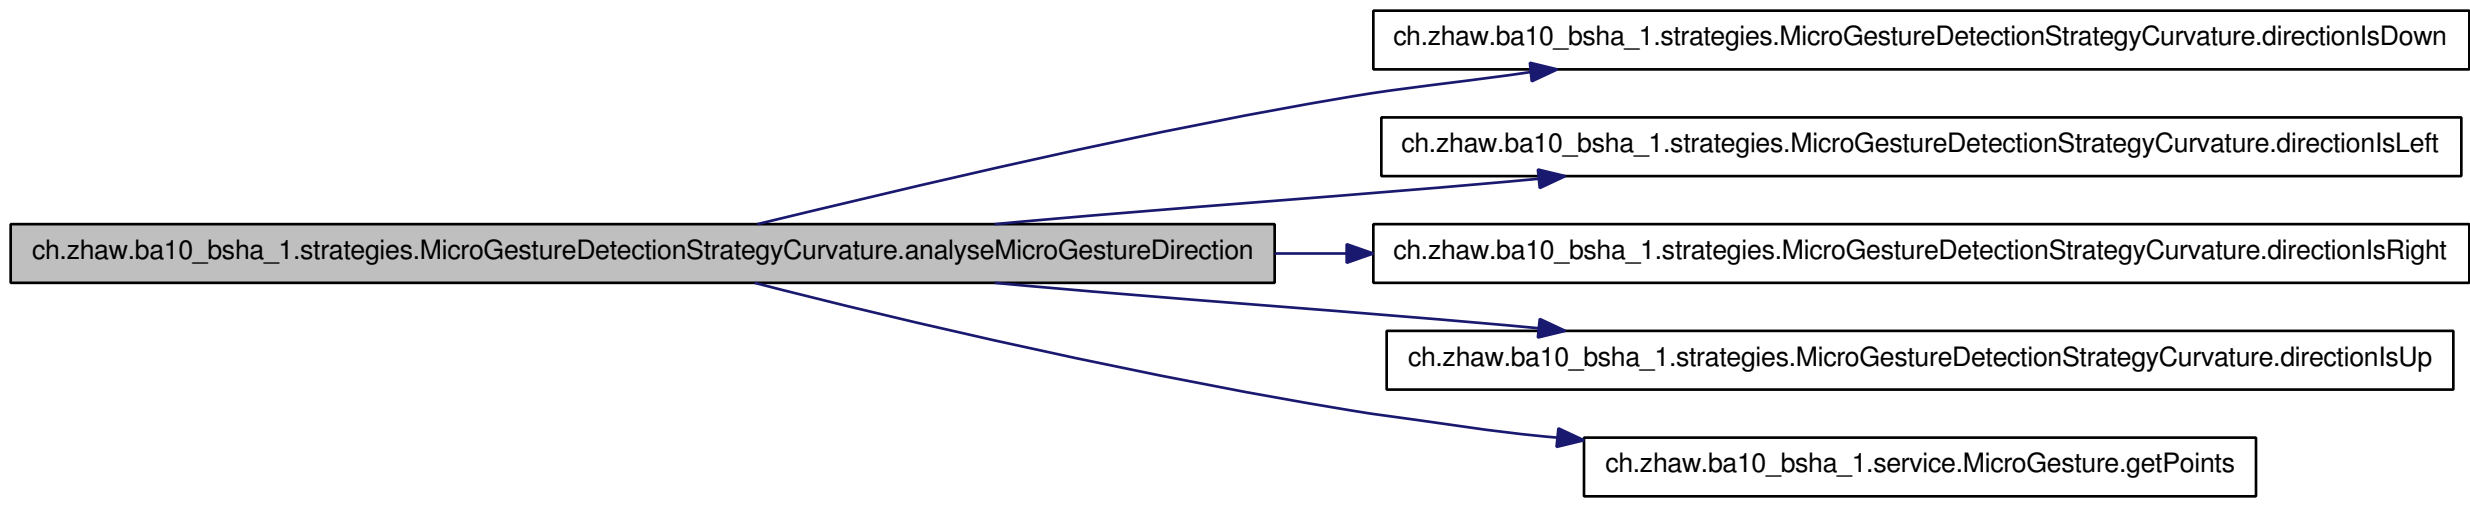 ch.zhaw.ba10_bsha_1.strategies.MicroGestureDetectionStrategyCurvature.analyseMicroGestureDirection
ch.zhaw.ba10_bsha_1.strategies.MicroGestureDetectionStrategyCurvature.directionIsDown
ch.zhaw.ba10_bsha_1.strategies.MicroGestureDetectionStrategyCurvature.directionIsLeft
ch.zhaw.ba10_bsha_1.strategies.MicroGestureDetectionStrategyCurvature.directionIsRight
ch.zhaw.ba10_bsha_1.strategies.MicroGestureDetectionStrategyCurvature.directionIsUp
ch.zhaw.ba10_bsha_1.service.MicroGesture.getPoints